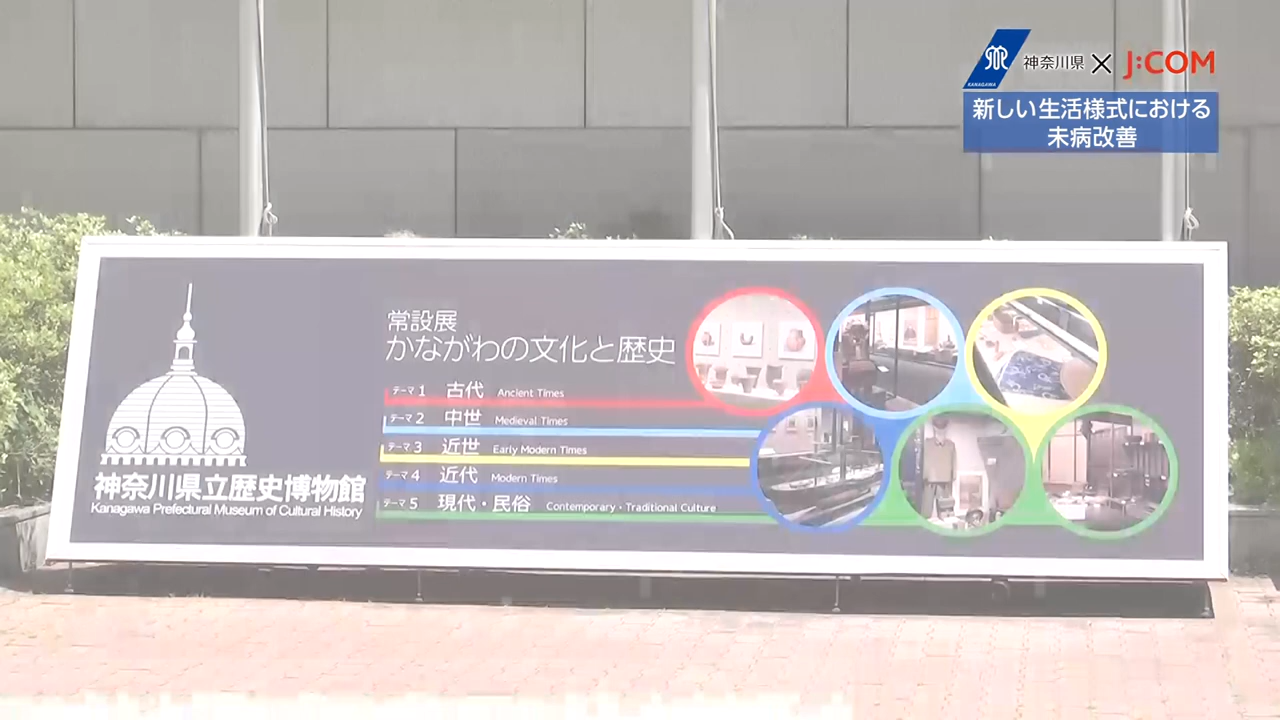 神奈川県 × J:COM
KANAGAWA
新しい生活様式における
未病改善
常設展
かながわの文化と歴史
テーマ1 古代 Ancient Times
テーマ2 中世 Medieval Times
テーマ3 近世 Early Modern Times
テーマ4 近代 Modern Times
テーマ5 現代・民俗 Contemporary・Traditional Culture
神奈川県立歴史博物館
Kanagawa Prefectural Museum of Cultural History